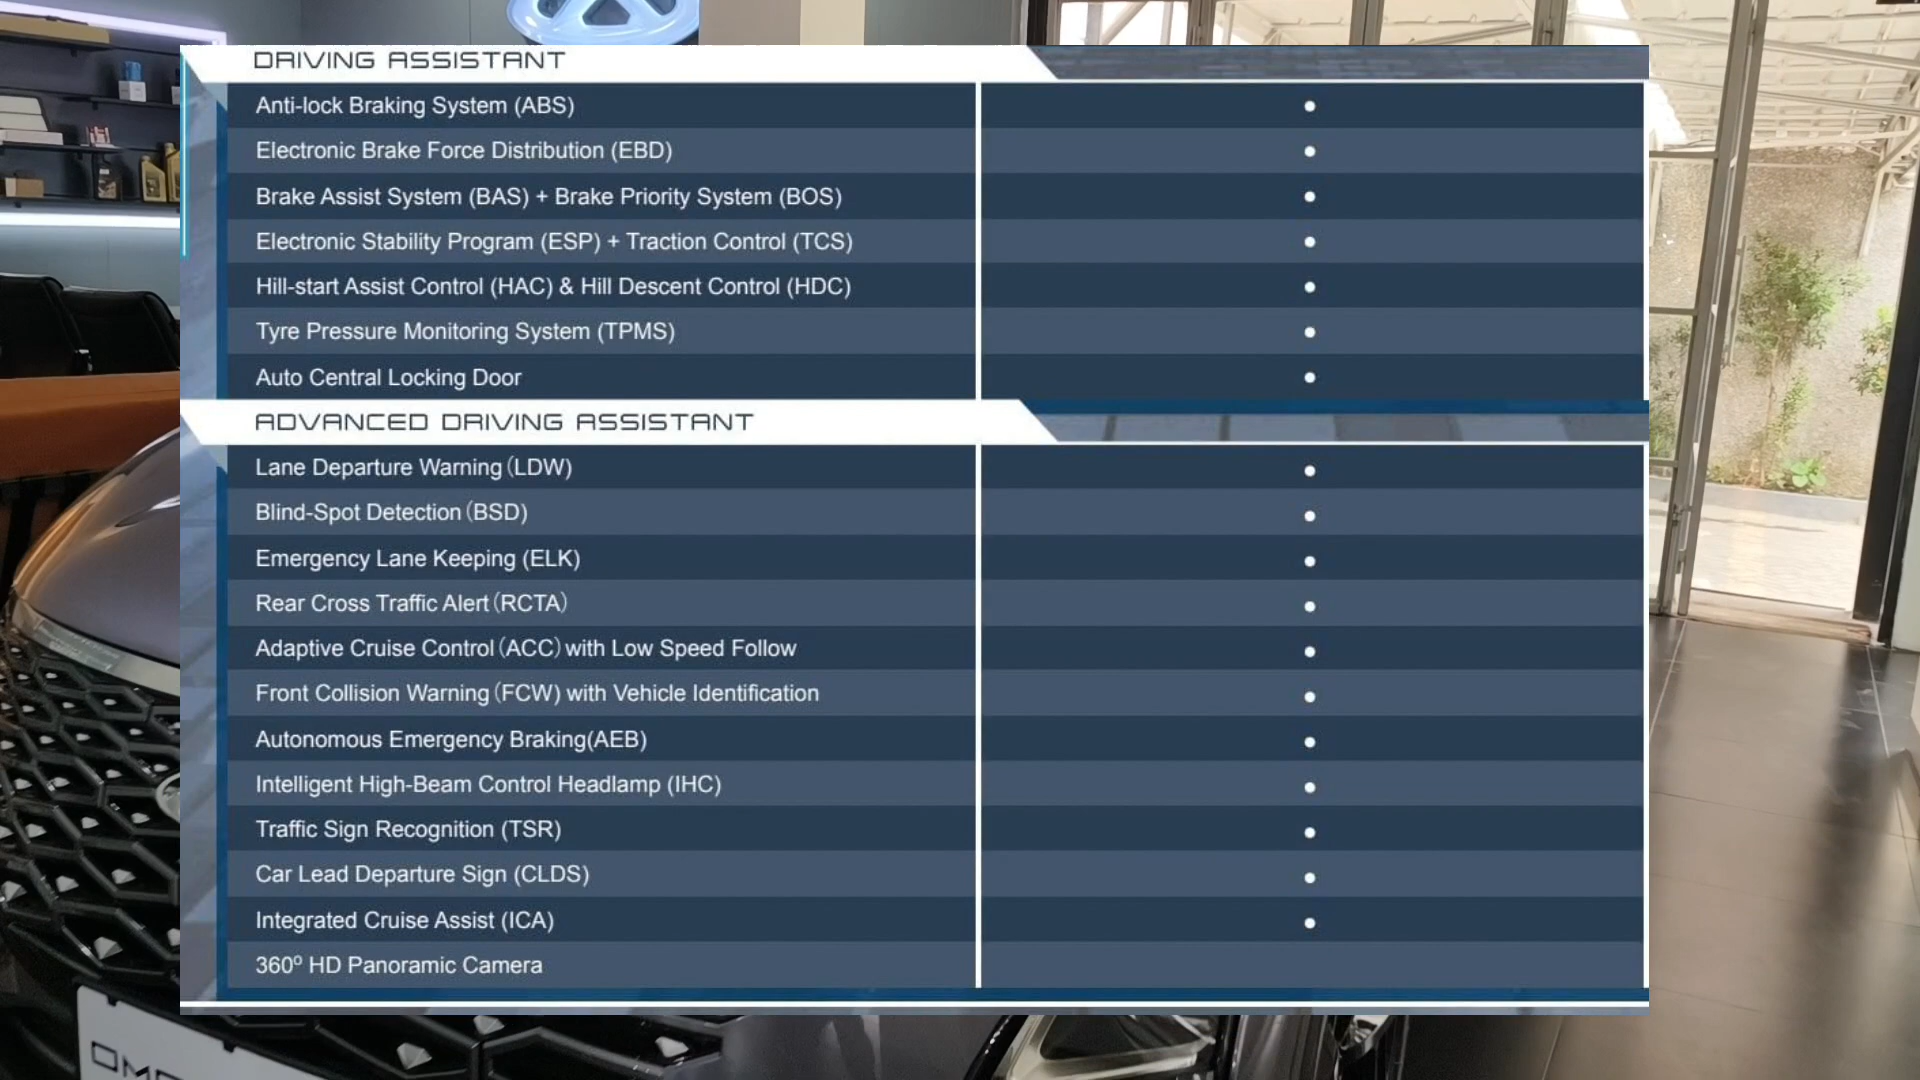 DRIVING ASSISTANT
Anti-lock Braking System (ABS) •
Electronic Brake Force Distribution (EBD) •
Brake Assist System (BAS) + Brake Priority System (BOS) •
Electronic Stability Program (ESP) + Traction Control (TCS) •
Hill-start Assist Control (HAC) & Hill Descent Control (HDC) •
Tyre Pressure Monitoring System (TPMS) •
Auto Central Locking Door •
ADVANCED DRIVING ASSISTANT
Lane Departure Warning (LDW) •
Blind-Spot Detection (BSD) •
Emergency Lane Keeping (ELK) •
Rear Cross Traffic Alert (RCTA) •
Adaptive Cruise Control (ACC) with Low Speed Follow •
Front Collision Warning (FCW) with Vehicle Identification •
Autonomous Emergency Braking(AEB) •
Intelligent High-Beam Control Headlamp (IHC) •
Traffic Sign Recognition (TSR) •
Car Lead Departure Sign (CLDS) •
Integrated Cruise Assist (ICA) •
360º HD Panoramic Camera